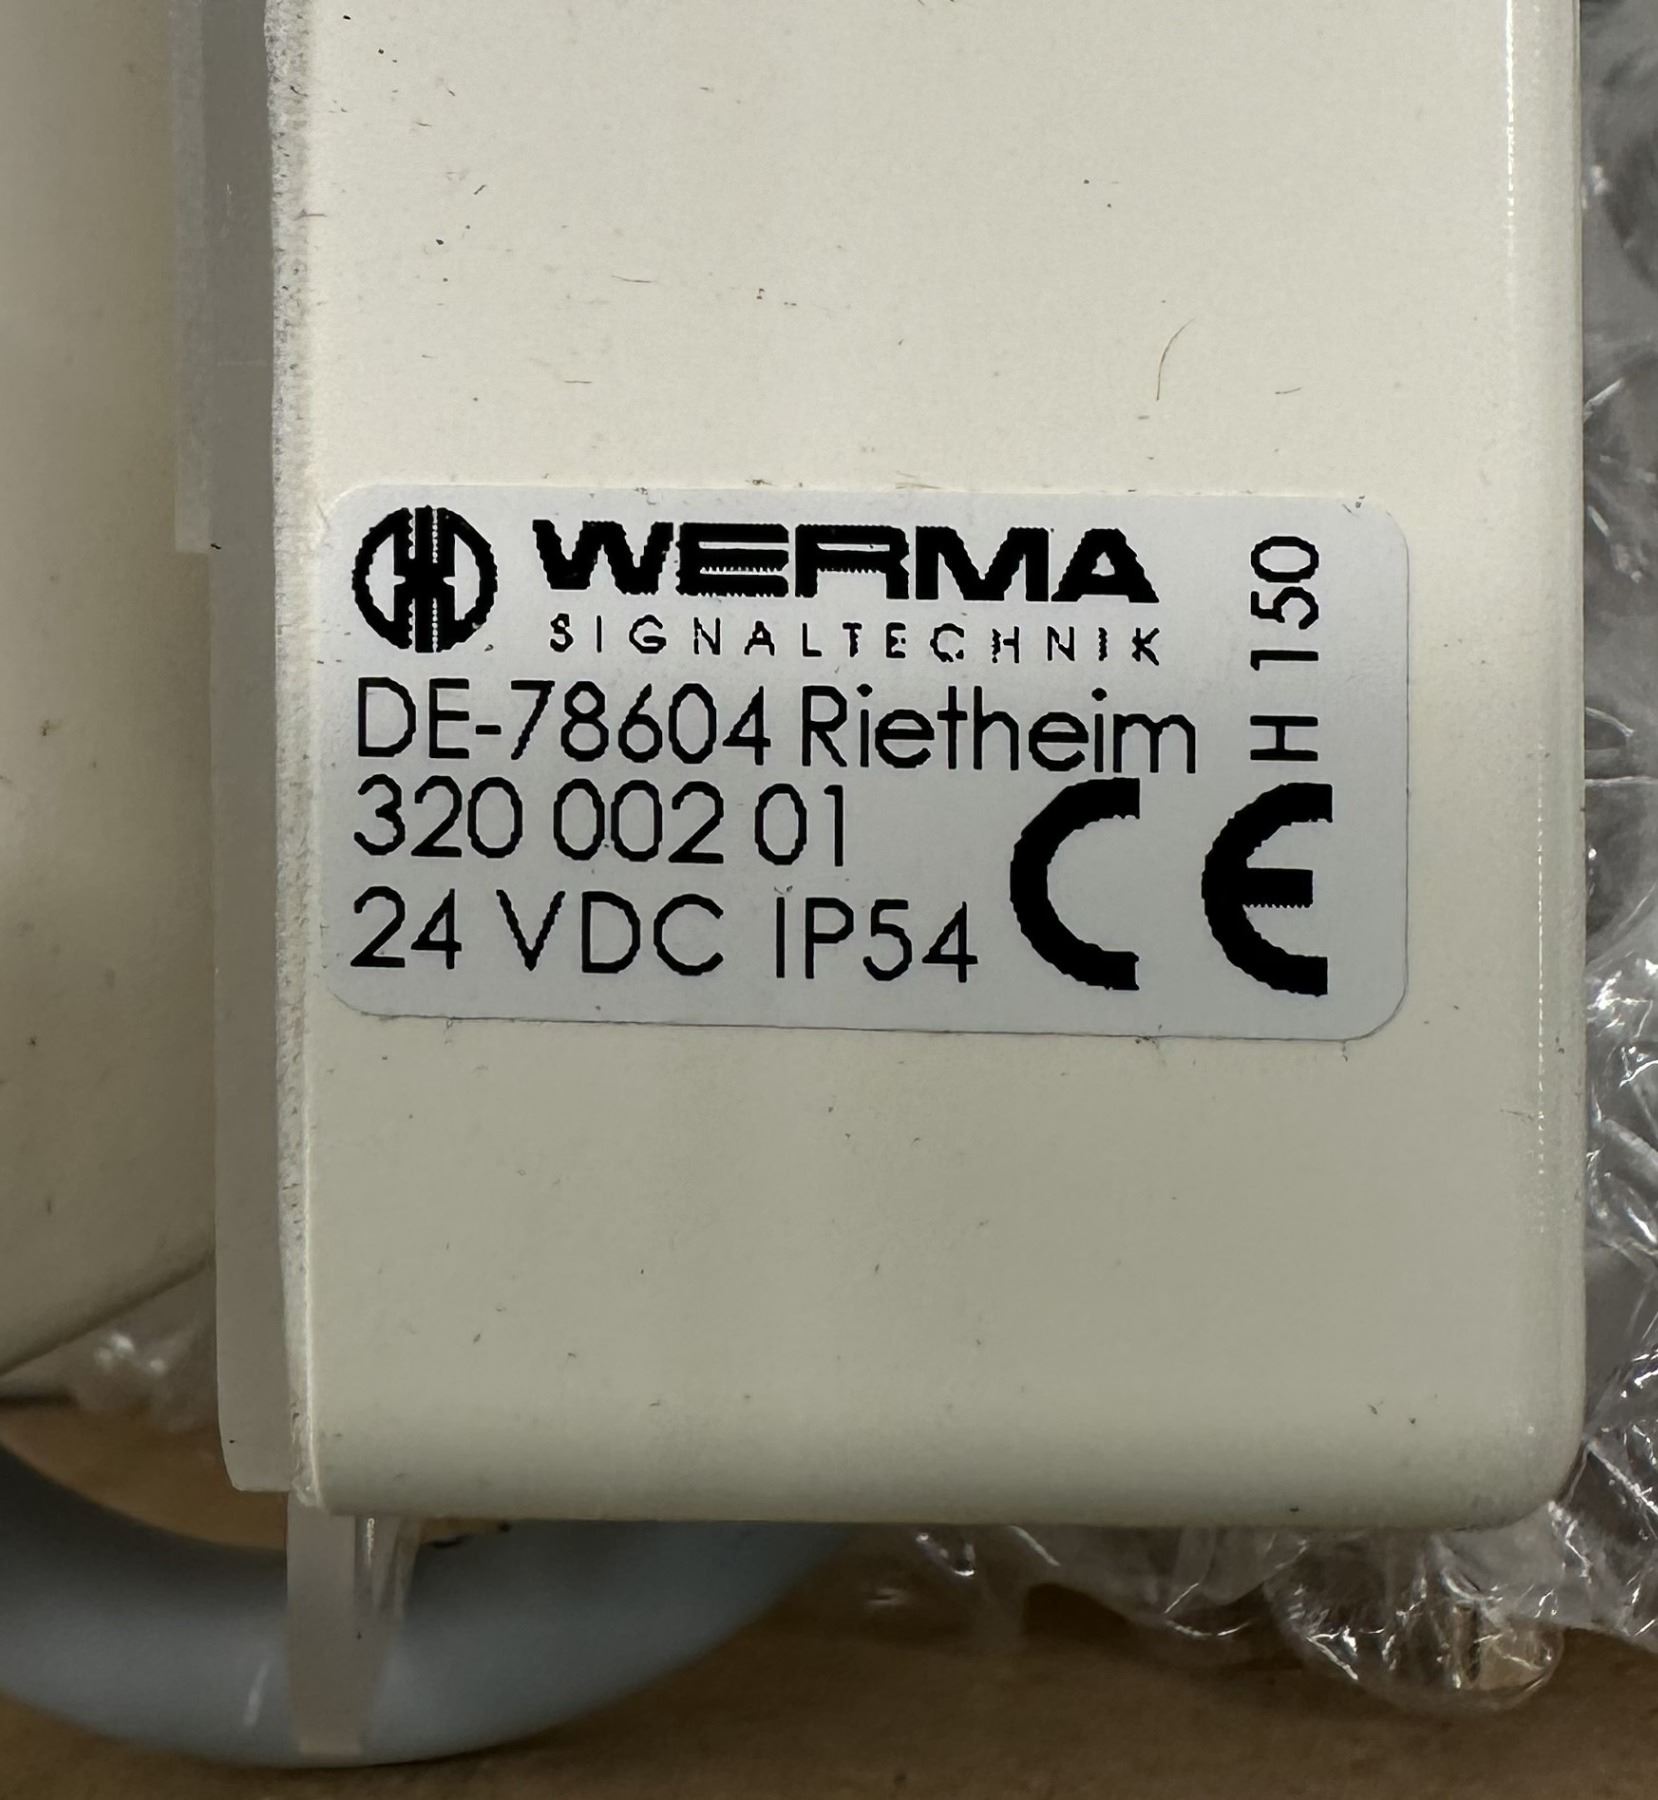 WERMA
SIGNALTECHNIK
DE-78604 Rietheim
320 002 01
24 VDC IP54
CE
H 150